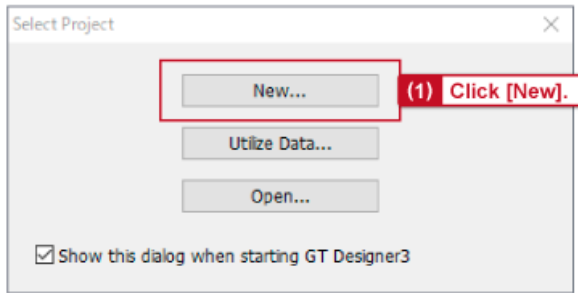 Select Project
New...
(1) Click [New].
Utilize Data...
Open...
Show this dialog when starting GT Designer3